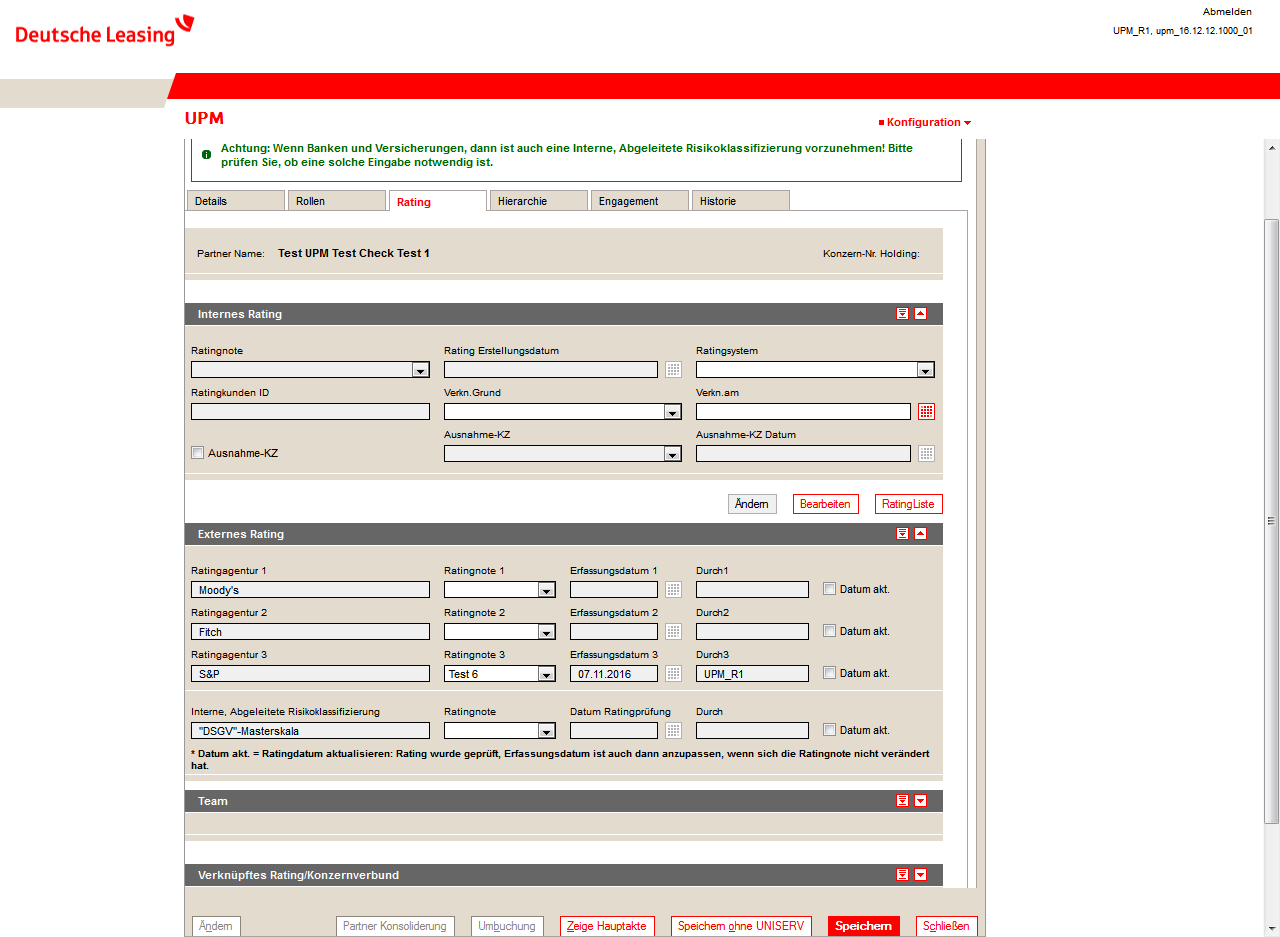 Deutsche Leasing
Abmelden
UPM_R1, upm_16.12.12.1000_01
UPM
Konfiguration
Achtung: Wenn Banken und Versicherungen, dann ist auch eine Interne, Abgeleitete Risikoklassifizierung vorzunehmen! Bitte
prüfen Sie, ob eine solche Eingabe notwendig ist.
Details Rollen Rating Hierarchie Engagement Historie
Partner Name: Test UPM Test Check Test 1 Konzern-Nr. Holding:
Internes Rating
Ratingnote Rating Erstellungsdatum Ratingsystem
Ratingkunden ID Verkn.Grund Verkn.am
Ausnahme-KZ Ausnahme-KZ Datum
Ausnahme-KZ
Ändern Bearbeiten RatingListe
Externes Rating
Ratingagentur 1 Ratingnote 1 Erfassungsdatum 1 Durch1
Moody's Datum akt.
Ratingagentur 2 Ratingnote 2 Erfassungsdatum 2 Durch2
Fitch Datum akt.
Ratingagentur 3 Ratingnote 3 Erfassungsdatum 3 Durch3
S&P Test 6 07.11.2016 UPM_R1 Datum akt.
Interne, Abgeleitete Risikoklassifizierung Ratingnote Datum Ratingprüfung Durch
"DSGV"-Masterskala Datum akt.
* Datum akt. = Ratingdatum aktualisieren: Rating wurde geprüft, Erfassungsdatum ist auch dann anzupassen, wenn sich die Ratingnote nicht verändert
hat.
Team
Verknüpftes Rating/Konzernverbund
Ändern Partner Konsolidierung Umbuchung Zeige Hauptakte Speichern ohne UNISERV Speichern Schließen